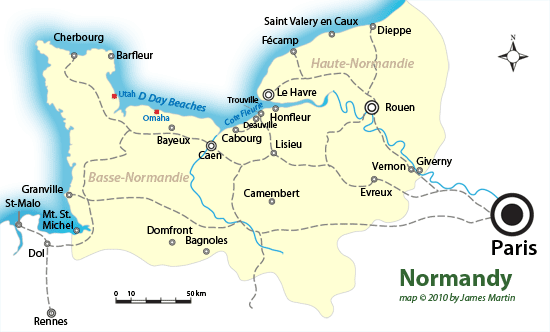 Saint Valery en Caux
Dieppe
Fécamp
Cherbourg
Barfleur
Haute-Normandie
Utah
D Day Beaches
Omaha
Trouville
Le Havre
Cote Fleurie
Rouen
Honfleur
Deauville
Bayeux
Cabourg
Caen
Lisieu
Vernon
Giverny
Basse-Normandie
Granville
Camembert
Evreux
St-Malo
Mt. St.
Michel
Domfront
Bagnoles
Dol
Paris
Normandy
map © 2010 by James Martin
0 10 50 km
Rennes